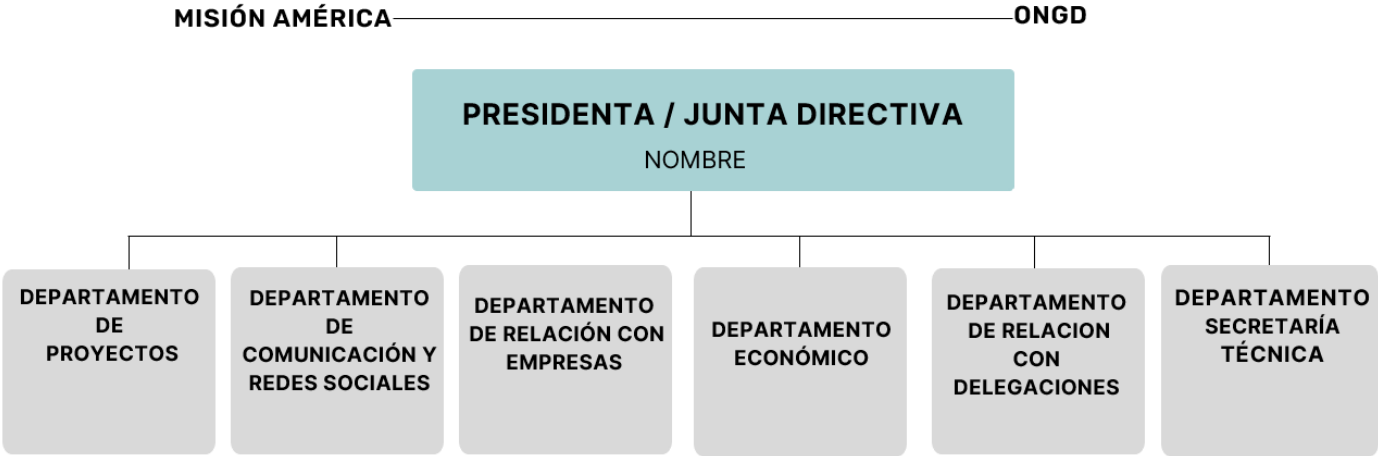 MISIÓN AMÉRICA
ONGD
PRESIDENTA / JUNTA DIRECTIVA
NOMBRE
DEPARTAMENTO
DE
PROYECTOS
DEPARTAMENTO
DE
COMUNICACIÓN Y
REDES SOCIALES
DEPARTAMENTO
DE RELACIÓN CON
EMPRESAS
DEPARTAMENTO
ECONÓMICO
DEPARTAMENTO
DE RELACION
CON
DELEGACIONES
DEPARTAMENTO
SECRETARÍA
TÉCNICA